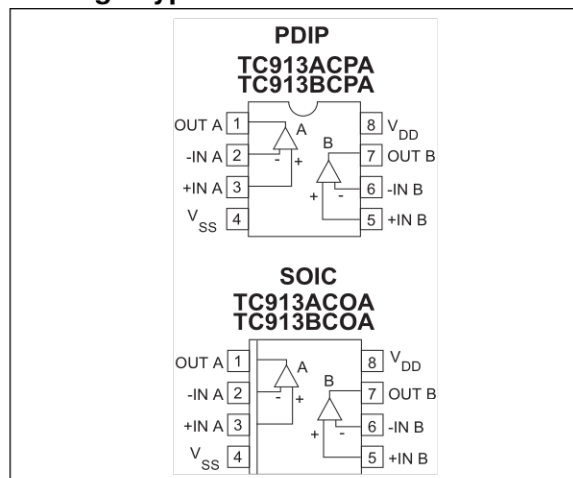 PDIP
TC913ACPA
TC913BCPA
OUT A 1 A 8 VDD
-IN A 2 - + B 7 OUT B
+IN A 3 + - 6 -IN B
VSS 4 5 +IN B
SOIC
TC913ACOA
TC913BCOA
OUT A 1 A 8 VDD
-IN A 2 - + B 7 OUT B
+IN A 3 + - 6 -IN B
VSS 4 5 +IN B